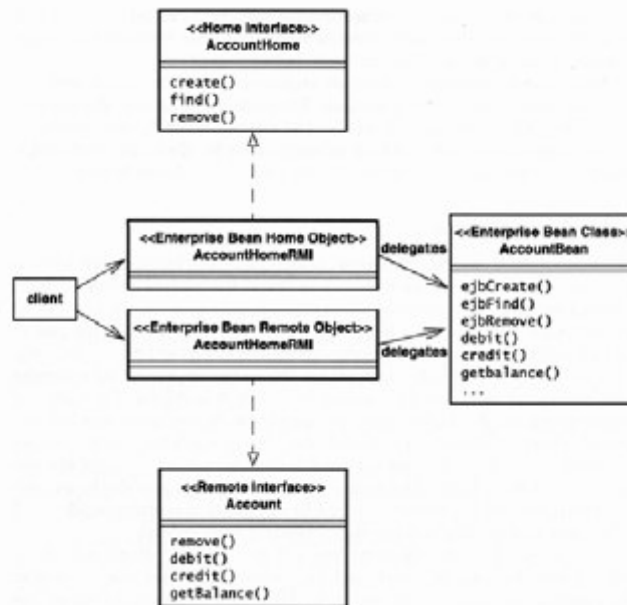 <<Home Interface>>
AccountHome
create()
find()
remove()
<<Enterprise Bean Home Object>>
AccountHomeRMI
delegates
<<Enterprise Bean Class>>
AccountBean
ejbCreate()
ejbFind()
ejbRemove()
debit()
credit()
getbalance()
...
client
<<Enterprise Bean Remote Object>>
AccountHomeRMI
delegates
<<Remote Interface>>
Account
remove()
debit()
credit()
getBalance()